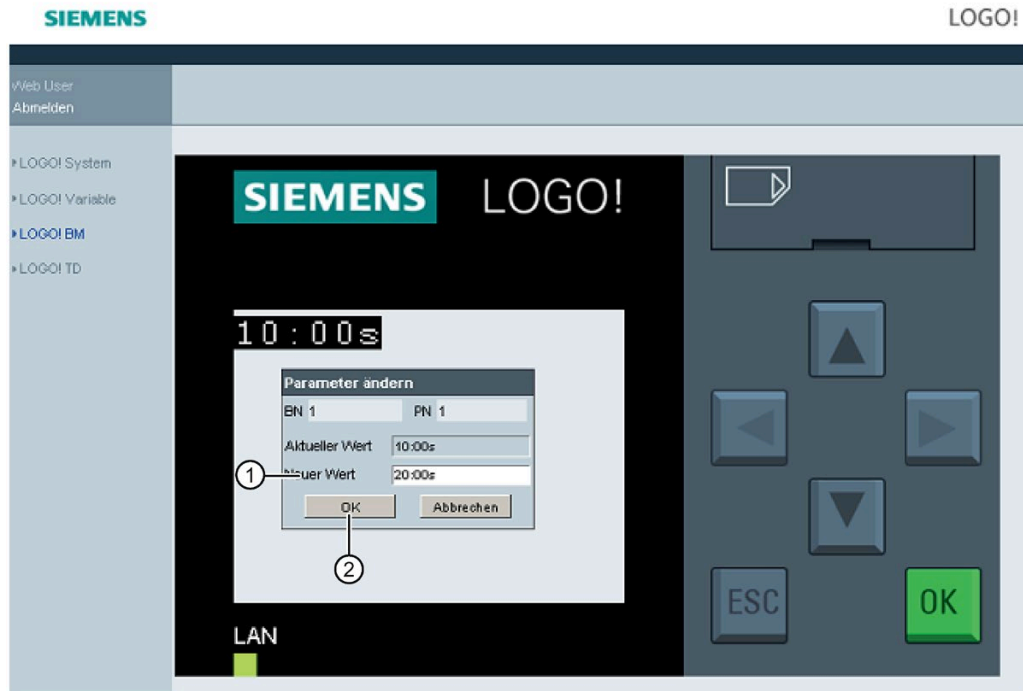 SIEMENS LOGO!
Web User
Abmelden
LOGO! System
LOGO! Variable
LOGO! BM
LOGO! TD
SIEMENS LOGO!
10:00s
Parameter ändern
BN 1 PN 1
Aktueller Wert 10:00s
1 Neuer Wert 20:00s
OK Abbrechen
2
ESC OK
LAN